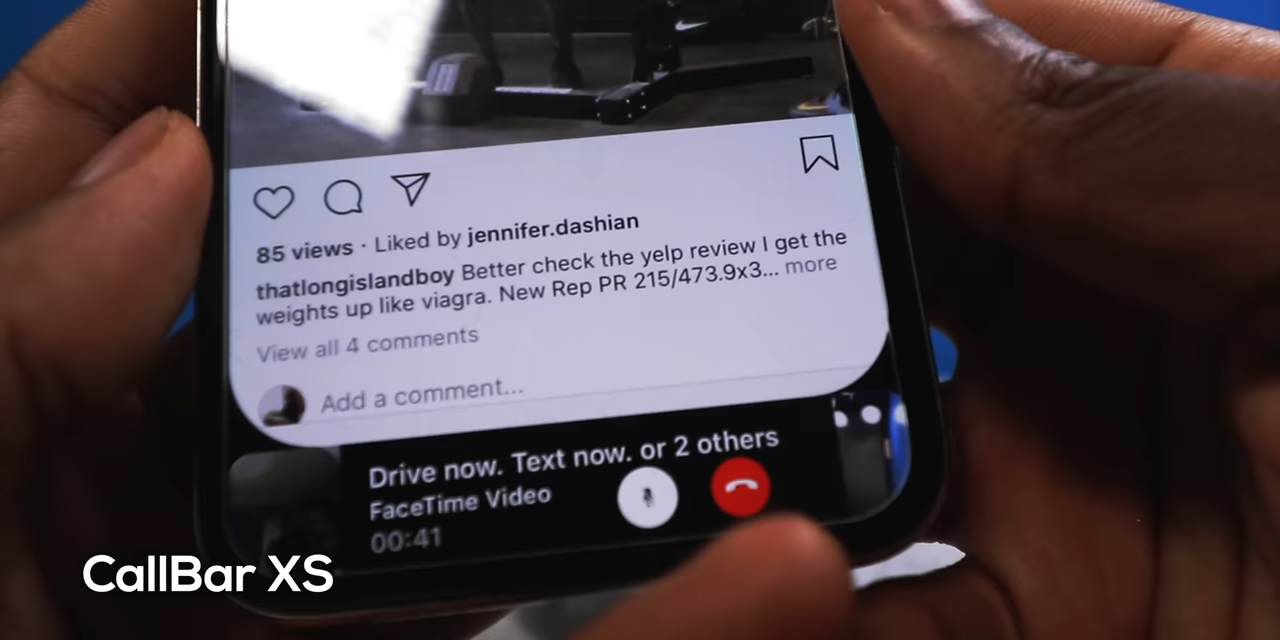 85 views · Liked by jennifer.dashian
thatlongislandboy Better check the yelp review I get the
weights up like viagra. New Rep PR 215/473.9x3... more
View all 4 comments
Add a comment...
Drive now. Text now. or 2 others
FaceTime Video
00:41
CallBar XS